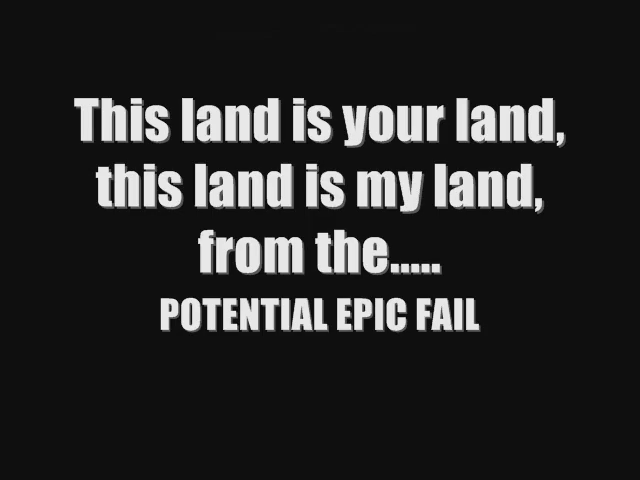 This land is your land,
this land is my land,
from the.....
POTENTIAL EPIC FAIL